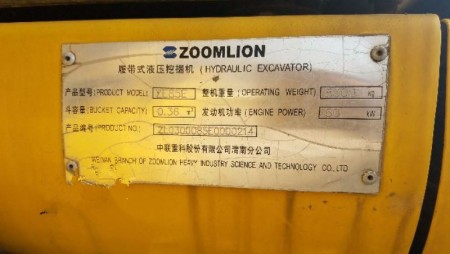 ZOOMLION
履带式液压挖掘机 (HYDRAULIC EXCAVATOR)
产品型号(PRODUCT MODEL) 整机重量(OPERATING WEIGHT) kg
斗容量(BUCKET CAPACITY) 0.36 m³ 发动机功率(ENGINE POWER) kW
产品编号(PRODUCT NO.)
中联重科股份有限公司渭南分公司
WEINAN BRANCH OF ZOOMLION HEAVY INDUSTRY SCIENCE AND TECHNOLOGY CO.,LTD